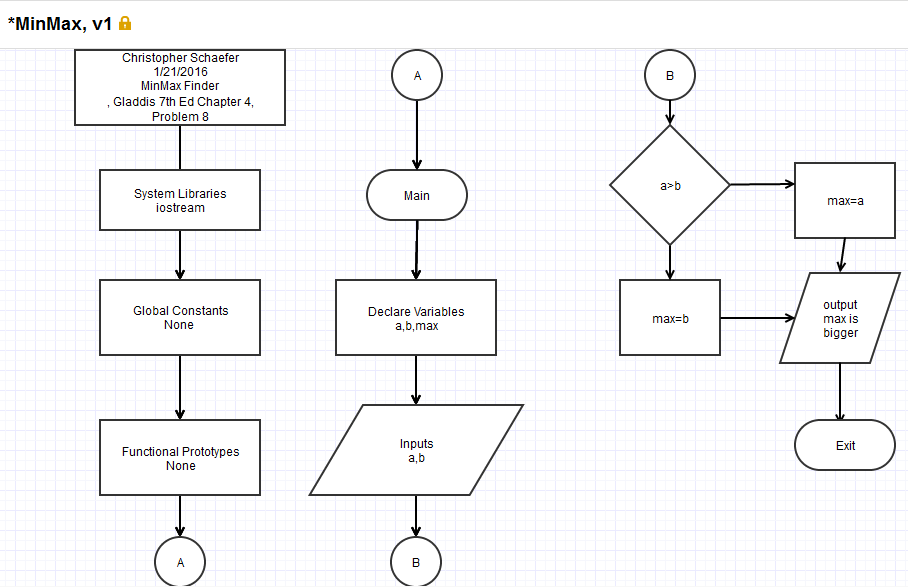 *MinMax, v1
Christopher Schaefer
1/21/2016
MinMax Finder
, Gladdis 7th Ed Chapter 4,
Problem 8
System Libraries
iostream
Global Constants
None
Functional Prototypes
None
A
A
Main
Declare Variables
a,b,max
Inputs
a,b
B
B
a>b
max=a
max=b
output
max is
bigger
Exit